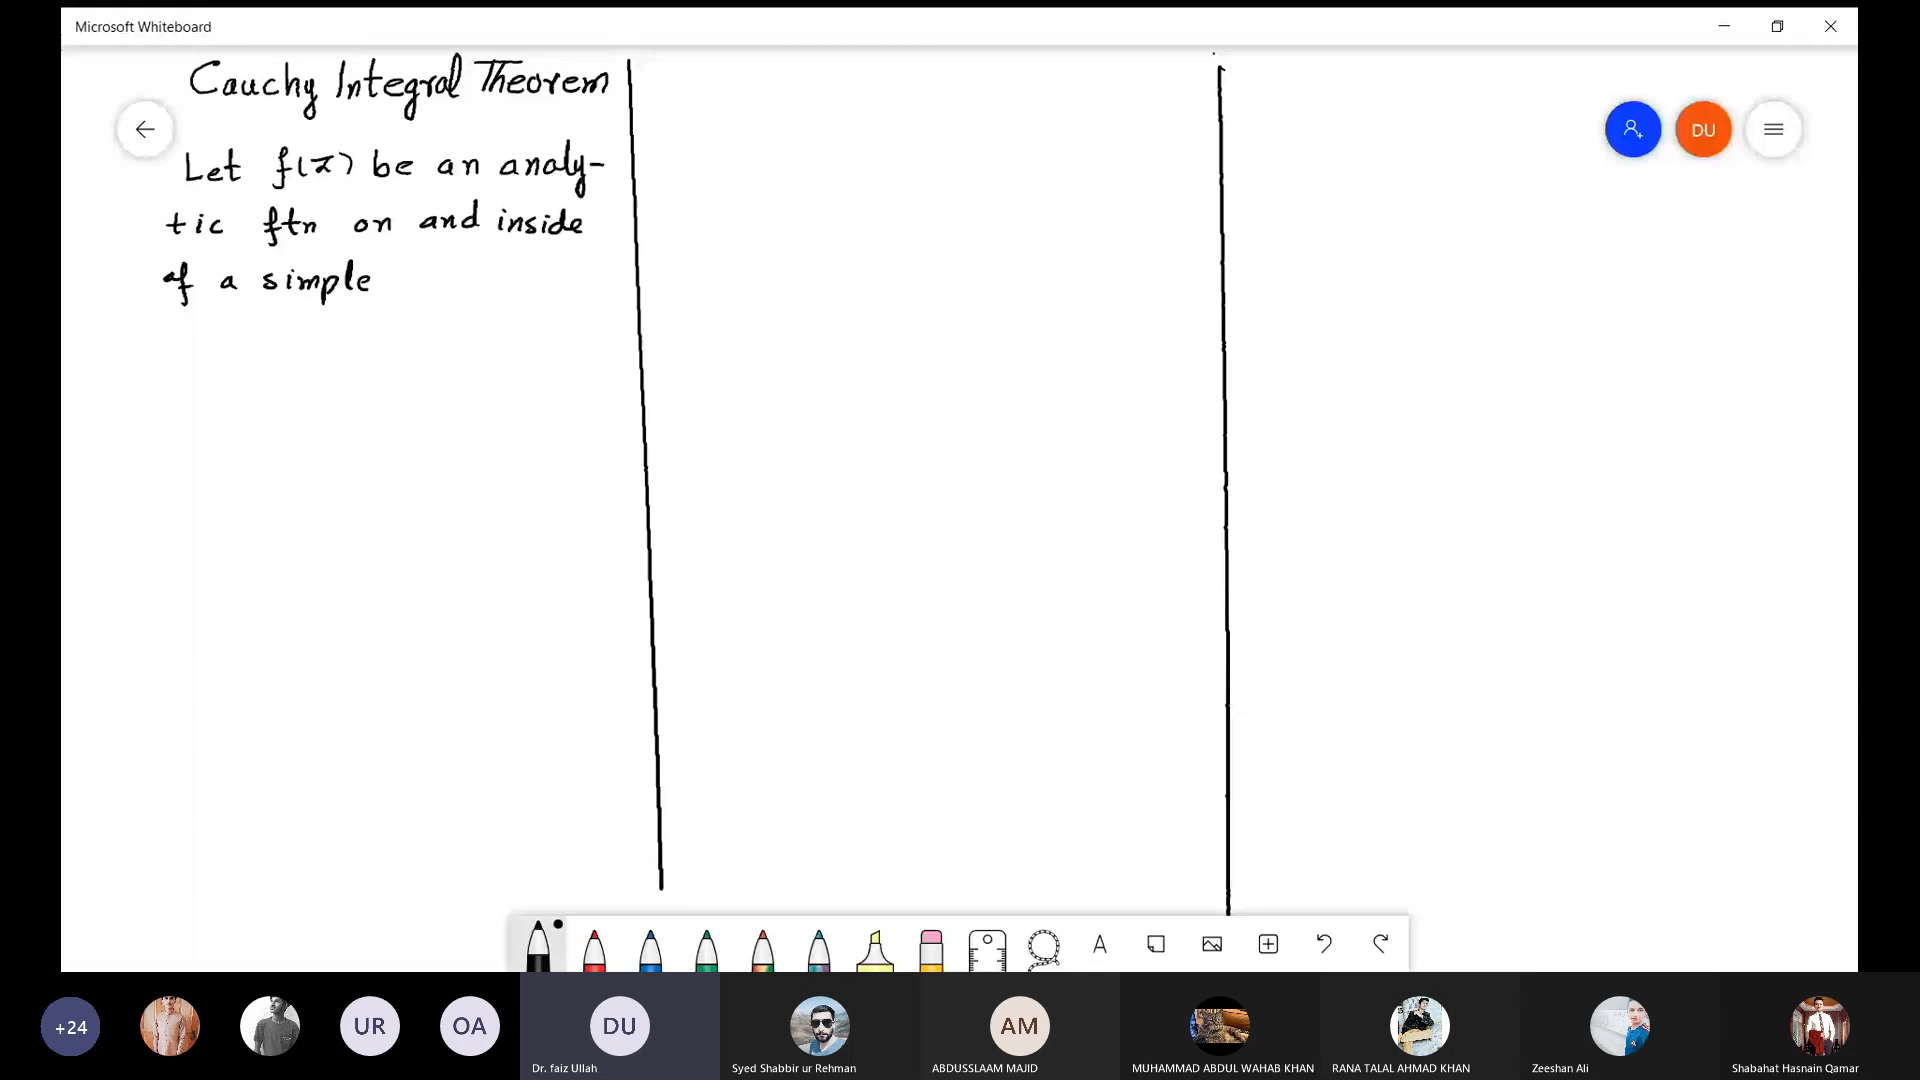 Microsoft Whiteboard
Cauchy Integral Theorem
Let f(z) be an analy-
tic ftn on and inside
of a simple
DU
+24
UR
OA
DU
AM
Dr. faiz Ullah
Syed Shabbir ur Rehman
ABDUSSLAAM MAJID
MUHAMMAD ABDUL WAHAB KHAN
RANA TALAL AHMAD KHAN
Zeeshan Ali
Shabahat Hasnain Qamar